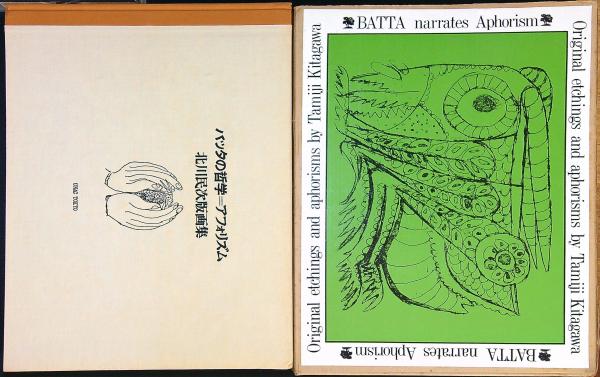 バッタの哲学=アフォリズム
北川民次版画集
BATTA narrates Aphorism
Original etchings and aphorisms by Tamiji Kitagawa
Original etchings and aphorisms by Tamiji Kitagawa
BATTA narrates Aphorism